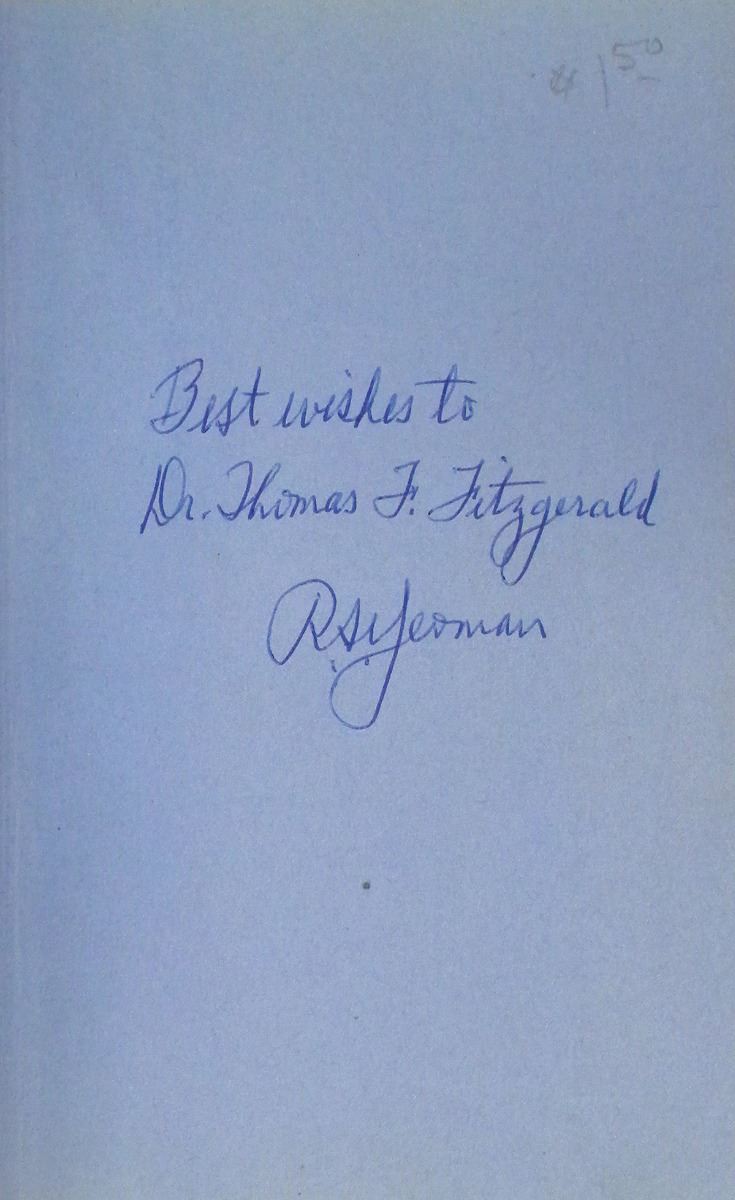 $1.50
Best wishes to
Dr. Thomas F. Fitzgerald
R.S. Yeoman